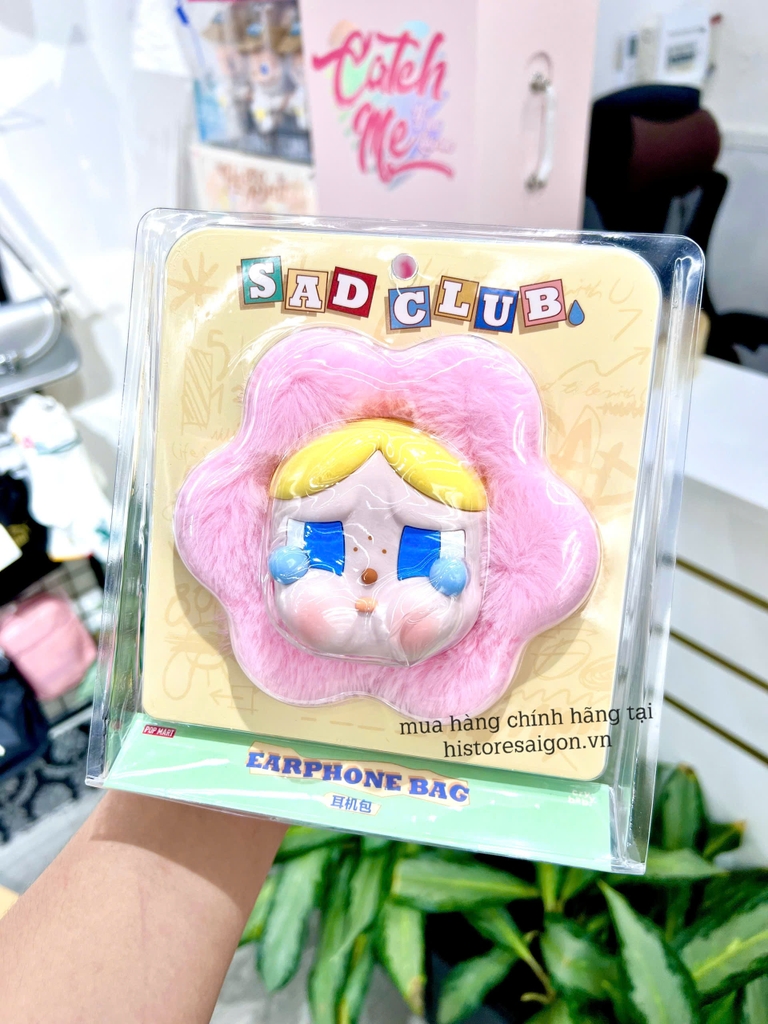 Catch
Me
SAD CLUB
mua hàng chính hãng tại
historesaigon.vn
POP MART
EARPHONE BAG
耳机包